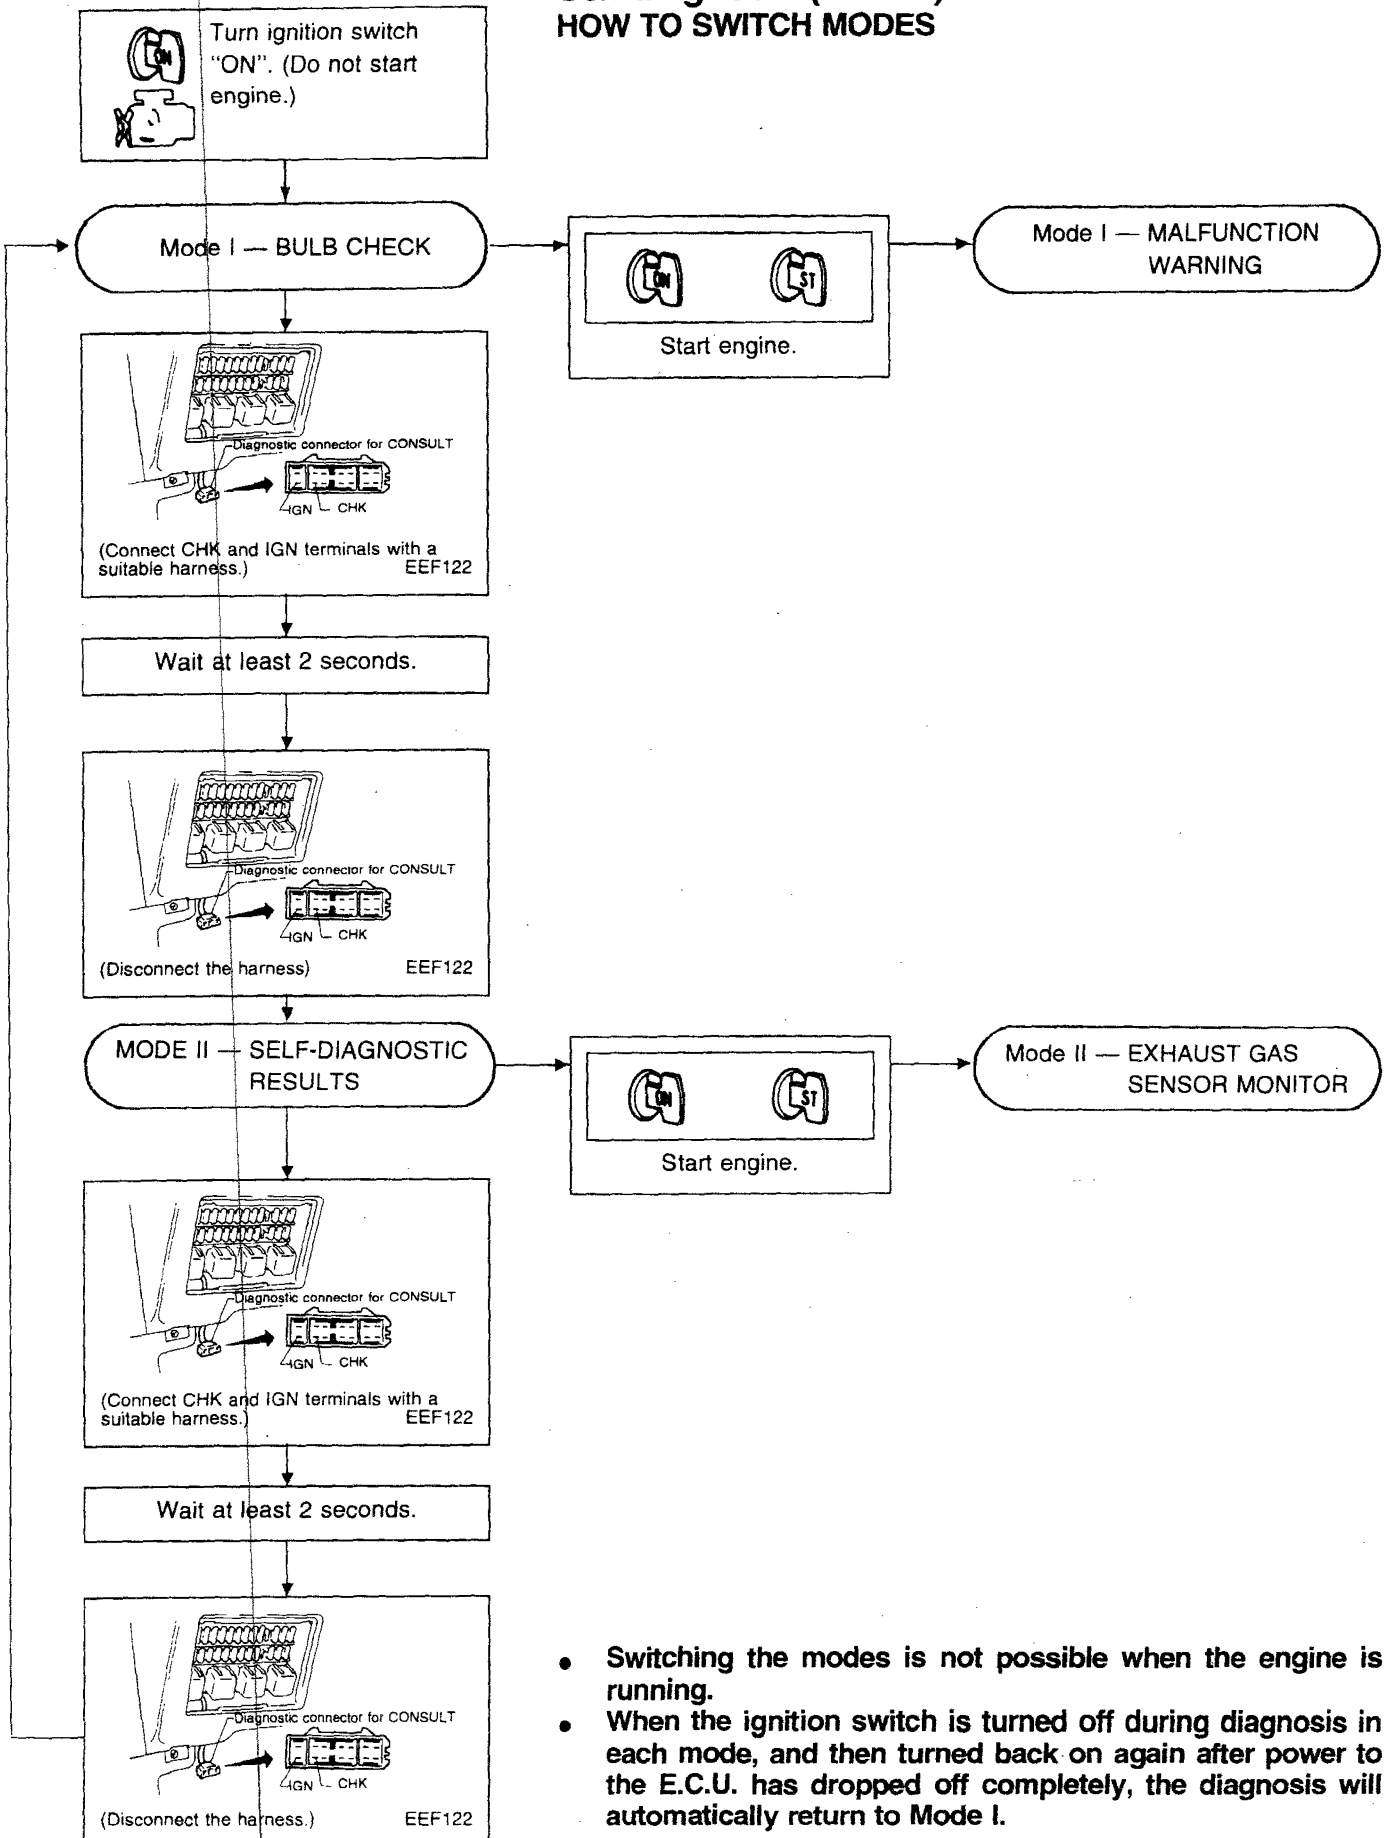 HOW TO SWITCH MODES
Turn ignition switch
"ON". (Do not start
engine.)
ON
Mode I — BULB CHECK
ON
ST
Start engine.
Mode I — MALFUNCTION
WARNING
Diagnostic connector for CONSULT
IGN
CHK
(Connect CHK and IGN terminals with a
suitable harness.)
EEF122
Wait at least 2 seconds.
Diagnostic connector for CONSULT
IGN
CHK
(Disconnect the harness)
EEF122
MODE II — SELF-DIAGNOSTIC
RESULTS
ON
ST
Start engine.
Mode II — EXHAUST GAS
SENSOR MONITOR
Diagnostic connector for CONSULT
IGN
CHK
(Connect CHK and IGN terminals with a
suitable harness.)
EEF122
Wait at least 2 seconds.
Diagnostic connector for CONSULT
IGN
CHK
(Disconnect the harness.)
EEF122
• Switching the modes is not possible when the engine is
running.
• When the ignition switch is turned off during diagnosis in
each mode, and then turned back on again after power to
the E.C.U. has dropped off completely, the diagnosis will
automatically return to Mode I.